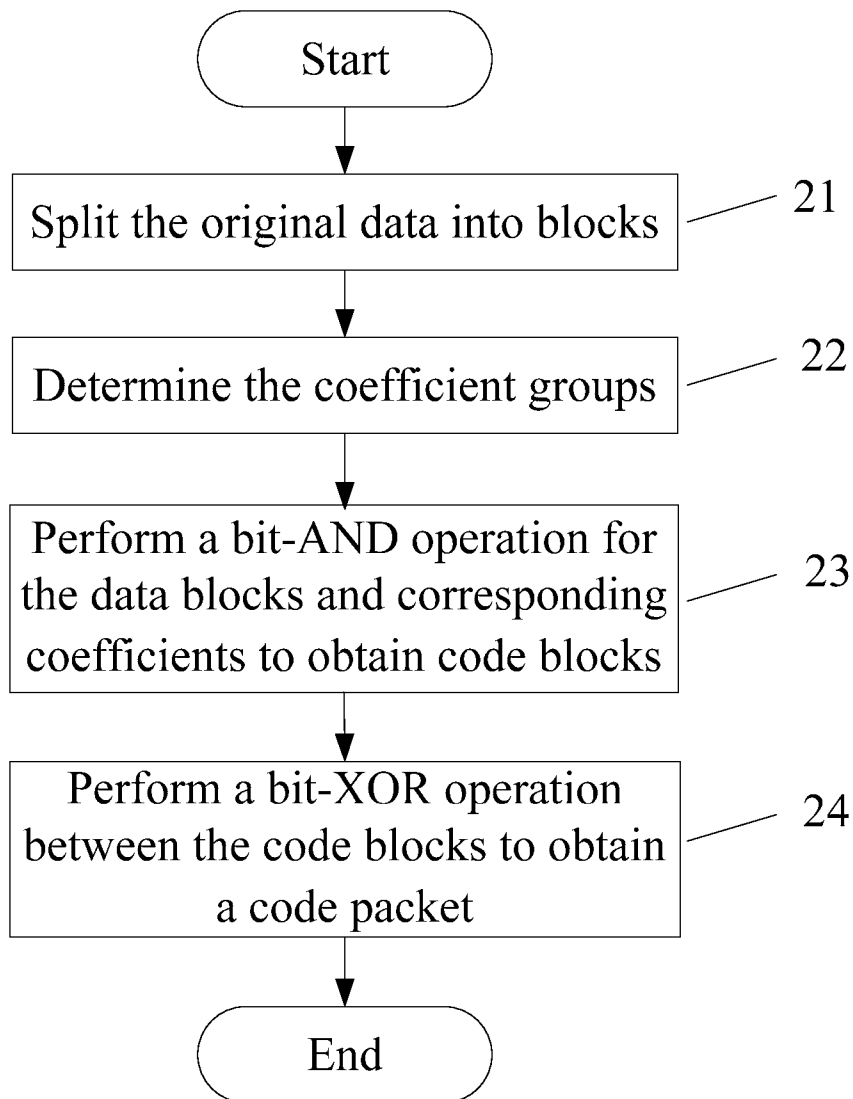 Start
Split the original data into blocks
21
Determine the coefficient groups
22
Perform a bit-AND operation for
the data blocks and corresponding
coefficients to obtain code blocks
23
Perform a bit-XOR operation
between the code blocks to obtain
a code packet
24
End